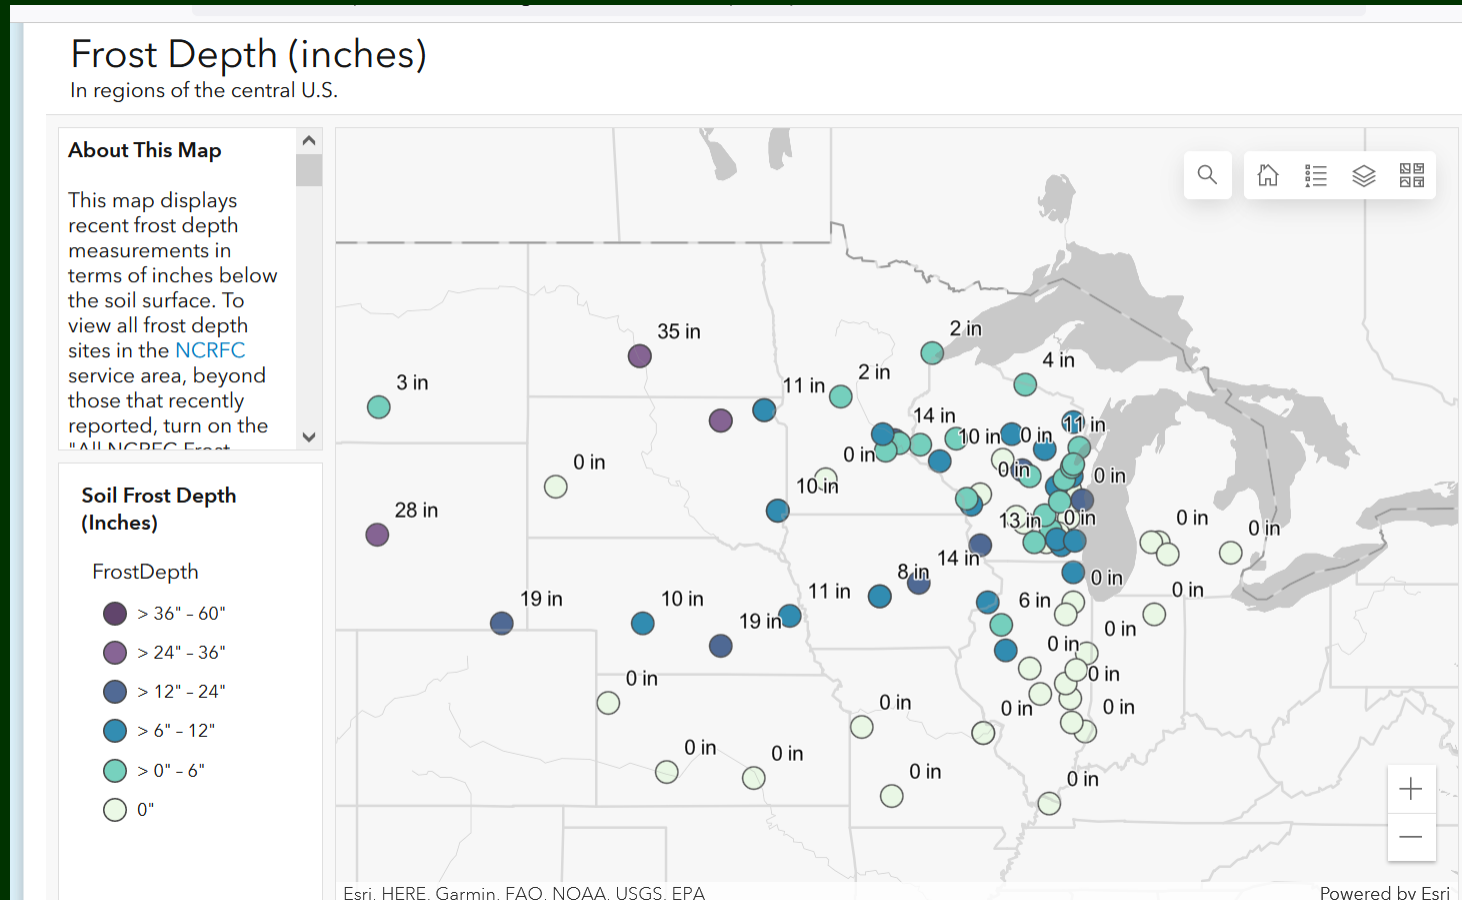 Frost Depth (inches)
In regions of the central U.S.
About This Map
This map displays
recent frost depth
measurements in
terms of inches below
the soil surface. To
view all frost depth
sites in the NCRFC
service area, beyond
those that recently
reported, turn on the
"All NCRFC Frost
Soil Frost Depth
(Inches)
FrostDepth
> 36" - 60"
> 24" - 36"
> 12" - 24"
> 6" - 12"
> 0" - 6"
0"
35 in
2 in
4 in
3 in
11 in
2 in
14 in
10 in
0 in
11 in
0 in
0 in
0 in
0 in
10 in
28 in
13 in
0 in
0 in
0 in
14 in
8 in
0 in
11 in
0 in
19 in
10 in
6 in
19 in
0 in
0 in
0 in
0 in
0 in
0 in
0 in
0 in
0 in
0 in
0 in
Esri, HERE, Garmin, FAO, NOAA, USGS, EPA
Powered by Esri